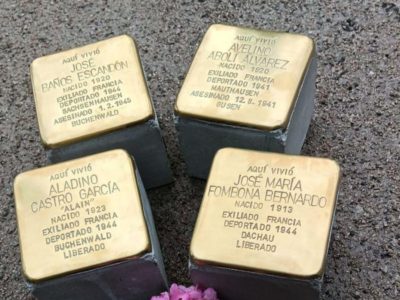 AQUÍ VIVIÓ
JOSÉ
BAÑOS ESCANDÓN
NACIDO 1920
EXILIADO FRANCIA
DEPORTADO 1944
SACHSENHAUSEN
ASESINADO 1.2.1945
BUCHENWALD
AQUÍ VIVIÓ
AVELINO
AROLI ÁLVAREZ
NACIDO 1920
EXILIADO FRANCIA
DEPORTADO 1941
MAUTHAUSEN
ASESINADO 12.8.1941
GUSEN
AQUÍ VIVIÓ
ALADINO
CASTRO GARCÍA
"ALAIN"
NACIDO 1923
EXILIADO FRANCIA
DEPORTADO 1944
BUCHENWALD
LIBERADO
AQUÍ VIVIÓ
JOSÉ MARÍA
FOMBONA BERNARDO
NACIDO 1913
EXILIADO FRANCIA
DEPORTADO 1944
DACHAU
LIBERADO